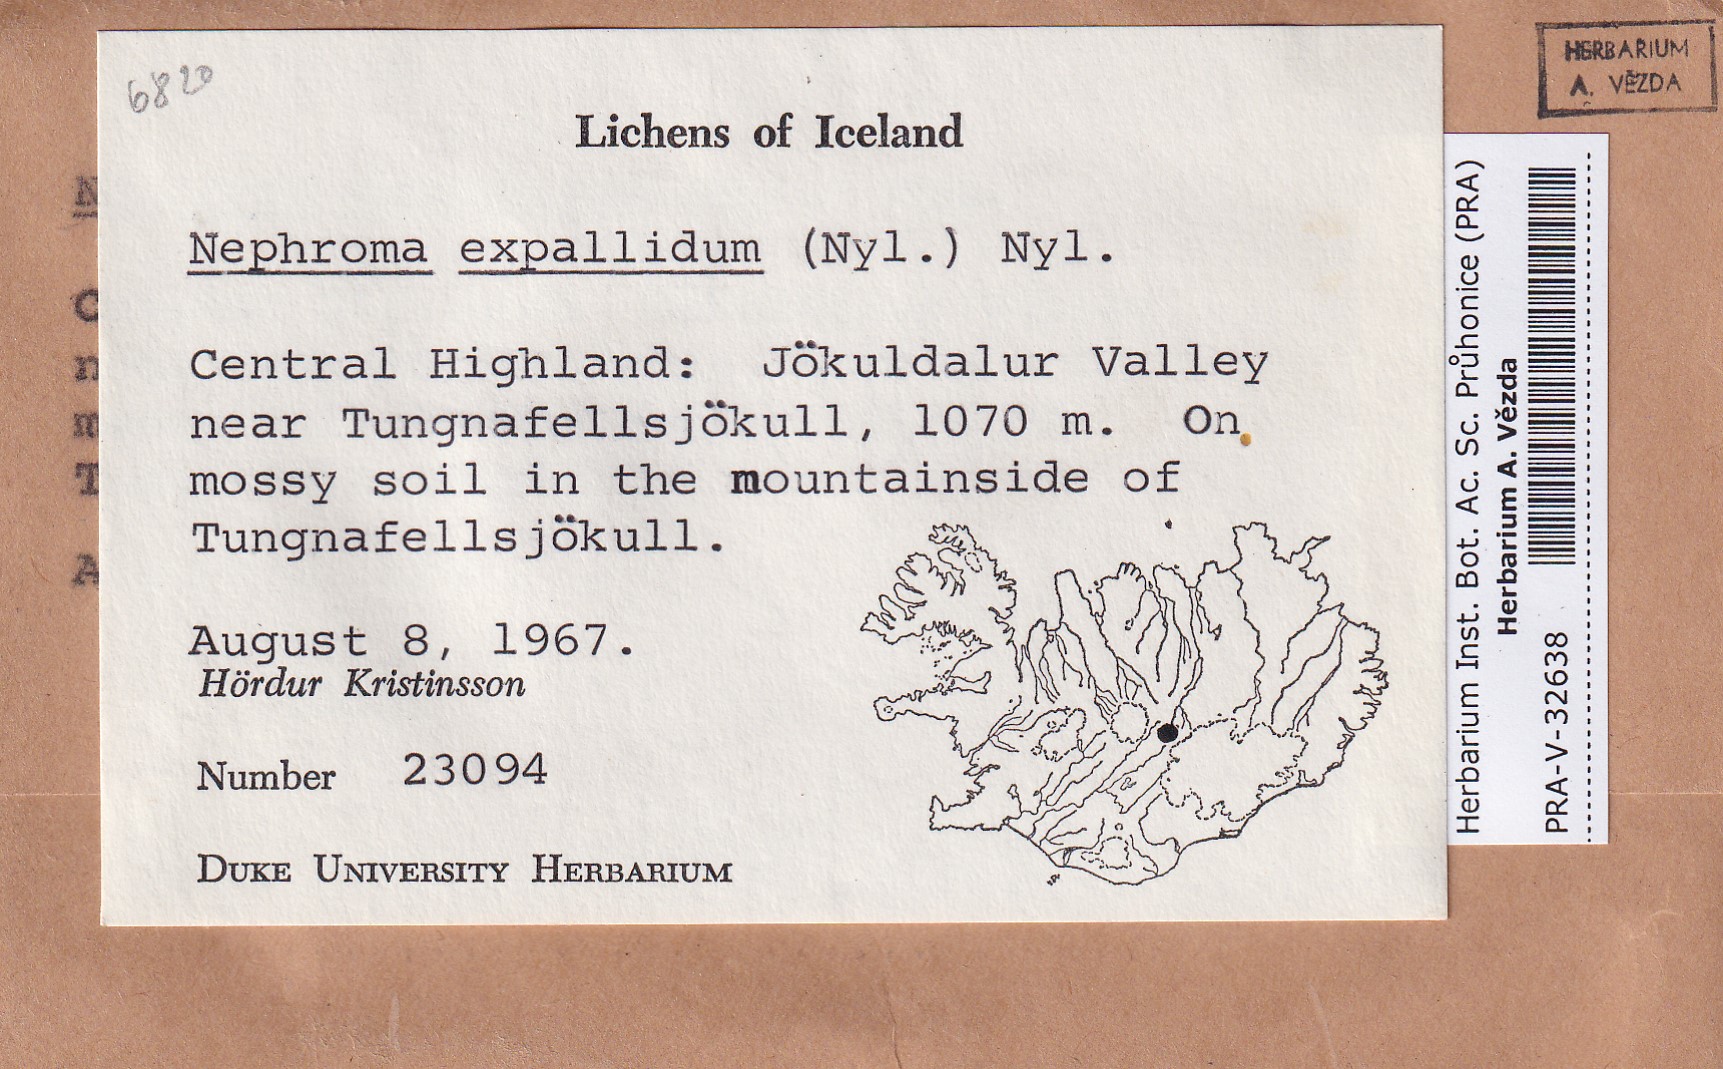 6820
HERBARIUM
A. VĚZDA
Lichens of Iceland
Nephroma expallidum (Nyl.) Nyl.
Central Highland: Jökuldalur Valley
near Tungnafellsjökull, 1070 m. On
mossy soil in the mountainside of
Tungnafellsjökull.
August 8, 1967.
Hördur Kristinsson
Number 23094
DUKE UNIVERSITY HERBARIUM
Herbarium Inst. Bot. Ac. Sc. Průhonice (PRA)
Herbarium A. Vězda
PRA-V-32638
N
C
n
m
T
A